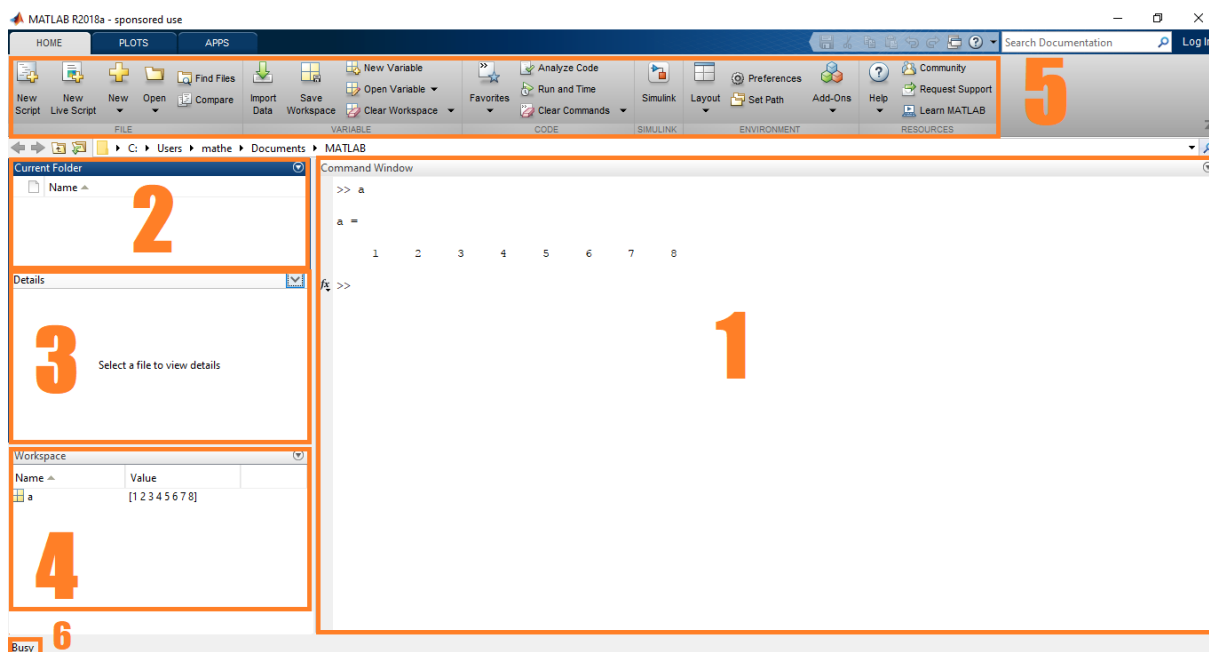 MATLAB R2018a - sponsored use
HOME PLOTS APPS
Search Documentation
Log In
New Script
New Live Script
New
Open
Find Files
Compare
FILE
Import Data
Save Workspace
New Variable
Open Variable
Clear Workspace
VARIABLE
Favorites
Analyze Code
Run and Time
Clear Commands
CODE
Simulink
SIMULINK
Layout
Preferences
Set Path
Add-Ons
ENVIRONMENT
? Help
Community
Request Support
Learn MATLAB
RESOURCES
5
C: Users mathe Documents MATLAB
Current Folder
Name
2
Details
Select a file to view details
3
Workspace
Name Value
a [1 2 3 4 5 6 7 8]
4
Command Window
>> a
a =
1 2 3 4 5 6 7 8
fx >>
1
Busy
6